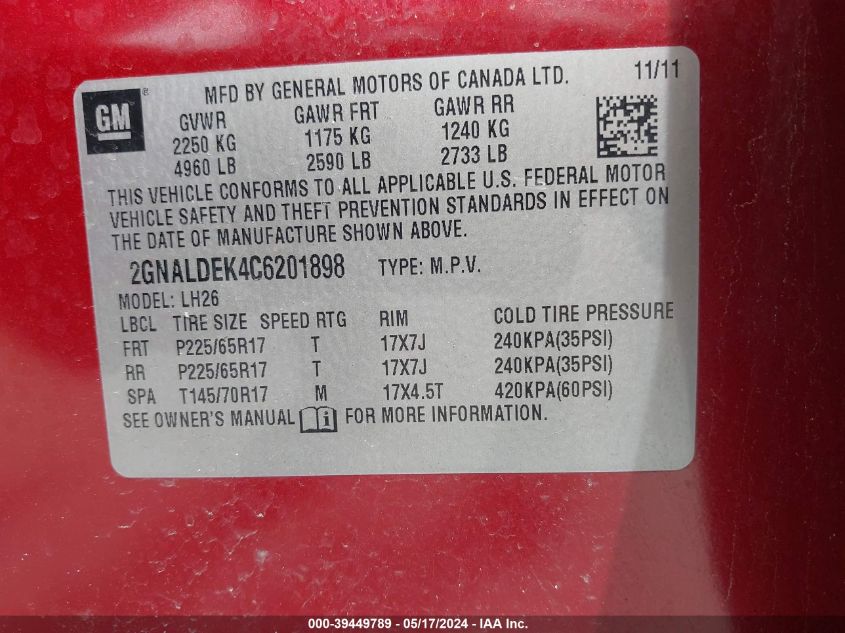 GM
®
MFD BY GENERAL MOTORS OF CANADA LTD. 11/11
GVWR GAWR FRT GAWR RR
2250 KG 1175 KG 1240 KG
4960 LB 2590 LB 2733 LB
THIS VEHICLE CONFORMS TO ALL APPLICABLE U.S. FEDERAL MOTOR
VEHICLE SAFETY AND THEFT PREVENTION STANDARDS IN EFFECT ON
THE DATE OF MANUFACTURE SHOWN ABOVE.
2GNALDEK4C6201898 TYPE: M.P.V.
MODEL: LH26
LBCL TIRE SIZE SPEED RTG RIM COLD TIRE PRESSURE
FRT P225/65R17 T 17X7J 240KPA(35PSI)
RR P225/65R17 T 17X7J 240KPA(35PSI)
SPA T145/70R17 M 17X4.5T 420KPA(60PSI)
SEE OWNER'S MANUAL i FOR MORE INFORMATION.
000-39449789 - 05/17/2024 - IAA Inc.